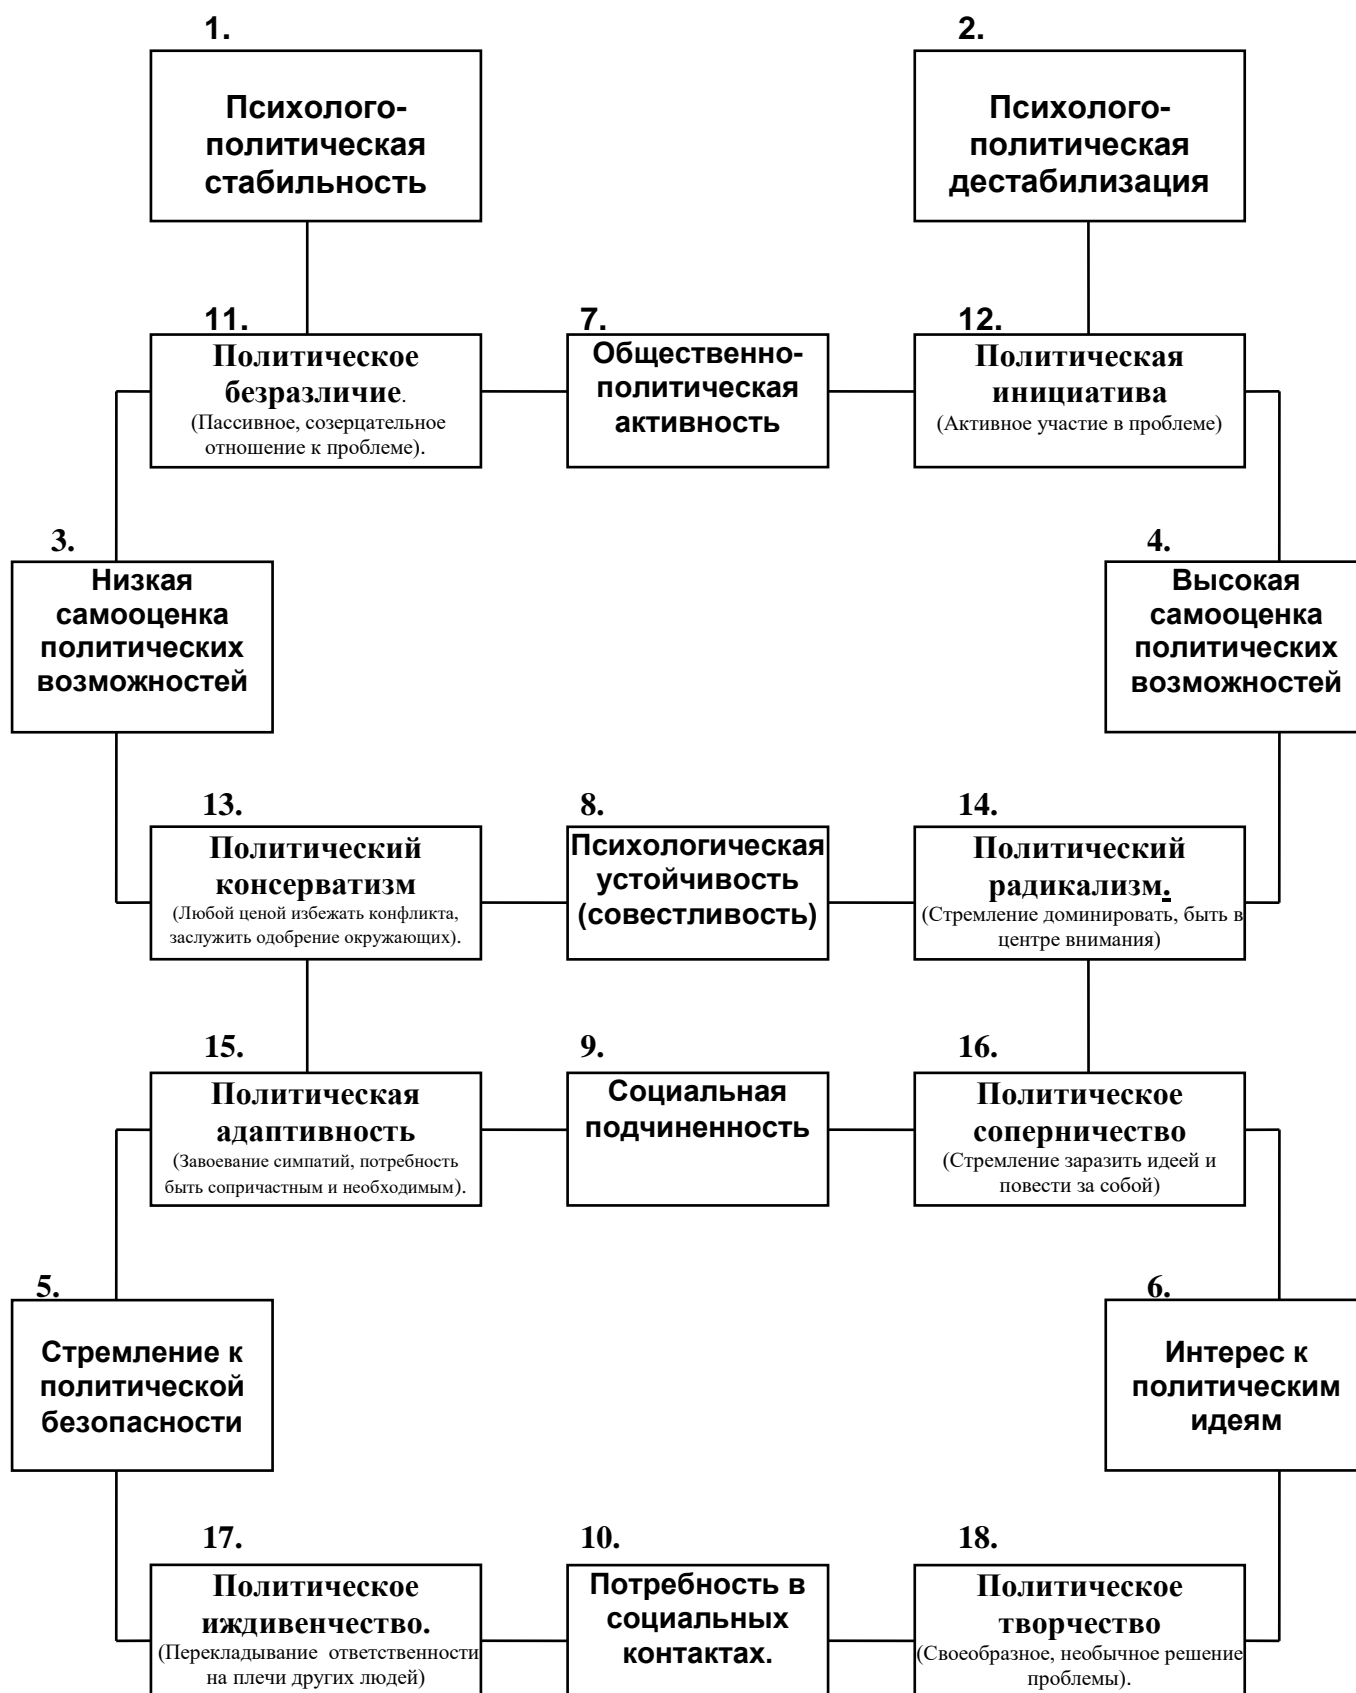 1.
Психолого-
политическая
стабильность
2.
Психолого-
политическая
дестабилизация
11.
Политическое
безразличие.
(Пассивное, созерцательное
отношение к проблеме).
7.
Общественно-
политическая
активность
12.
Политическая
инициатива
(Активное участие в проблеме)
3.
Низкая
самооценка
политических
возможностей
4.
Высокая
самооценка
политических
возможностей
13.
Политический
консерватизм
(Любой ценой избежать конфликта,
заслужить одобрение окружающих).
8.
Психологическая
устойчивость
(совестливость)
14.
Политический
радикализм.
(Стремление доминировать, быть в
центре внимания)
15.
Политическая
адаптивность
(Завоевание симпатий, потребность
быть сопричастным и необходимым).
9.
Социальная
подчиненность
16.
Политическое
соперничество
(Стремление заразить идеей и
повести за собой)
5.
Стремление к
политической
безопасности
6.
Интерес к
политическим
идеям
17.
Политическое
иждивенчество.
(Перекладывание ответственности
на плечи других людей)
10.
Потребность в
социальных
контактах.
18.
Политическое
творчество
(Своеобразное, необычное решение
проблемы).